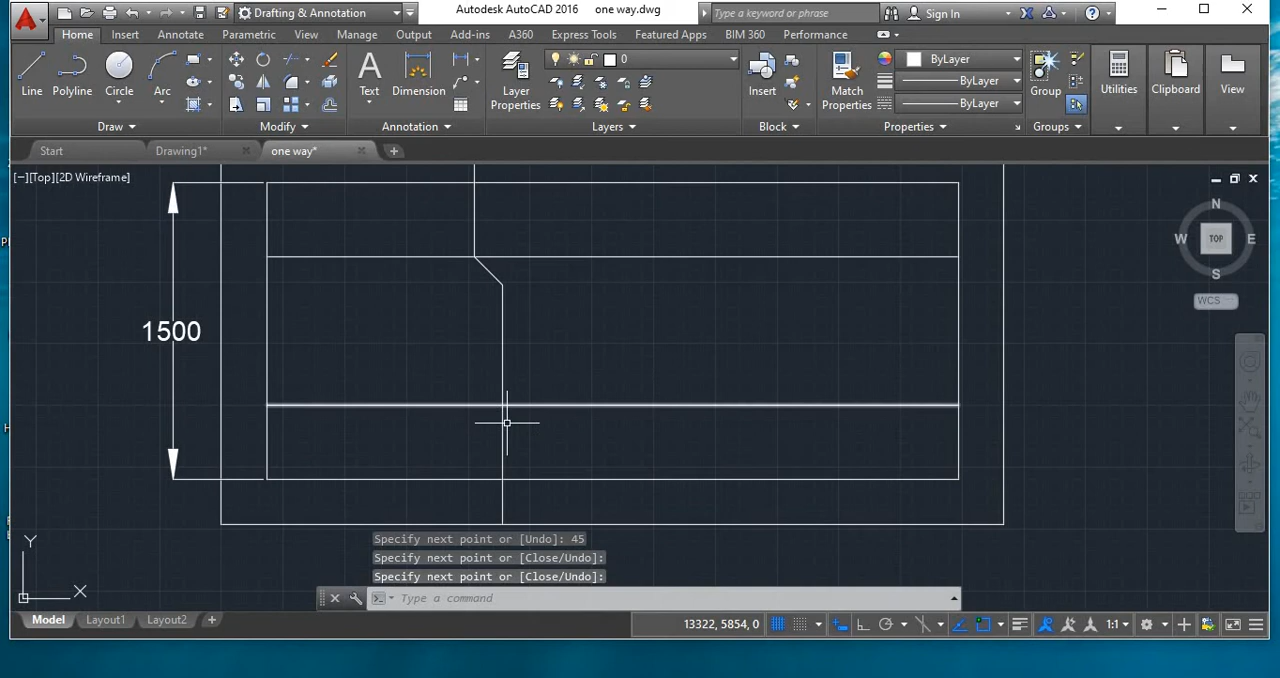 Drafting & Annotation
Autodesk AutoCAD 2016 one way.dwg
Type a keyword or phrase
Sign In
Home Insert Annotate Parametric View Manage Output Add-ins A360 Express Tools Featured Apps BIM 360 Performance
Line Polyline Circle Arc
Text Dimension
Layer Properties
0
Insert
Match Properties
ByLayer
ByLayer
ByLayer
Group
Utilities
Clipboard
View
Draw Modify Annotation Layers Block Properties Groups
Start Drawing1* one way*
[−][Top][2D Wireframe]
N
W TOP E
S
WCS
1500
Y
X
Specify next point or [Undo]: 45
Specify next point or [Close/Undo]:
Specify next point or [Close/Undo]:
Type a command
Model Layout1 Layout2
13322, 5854, 0
1:1